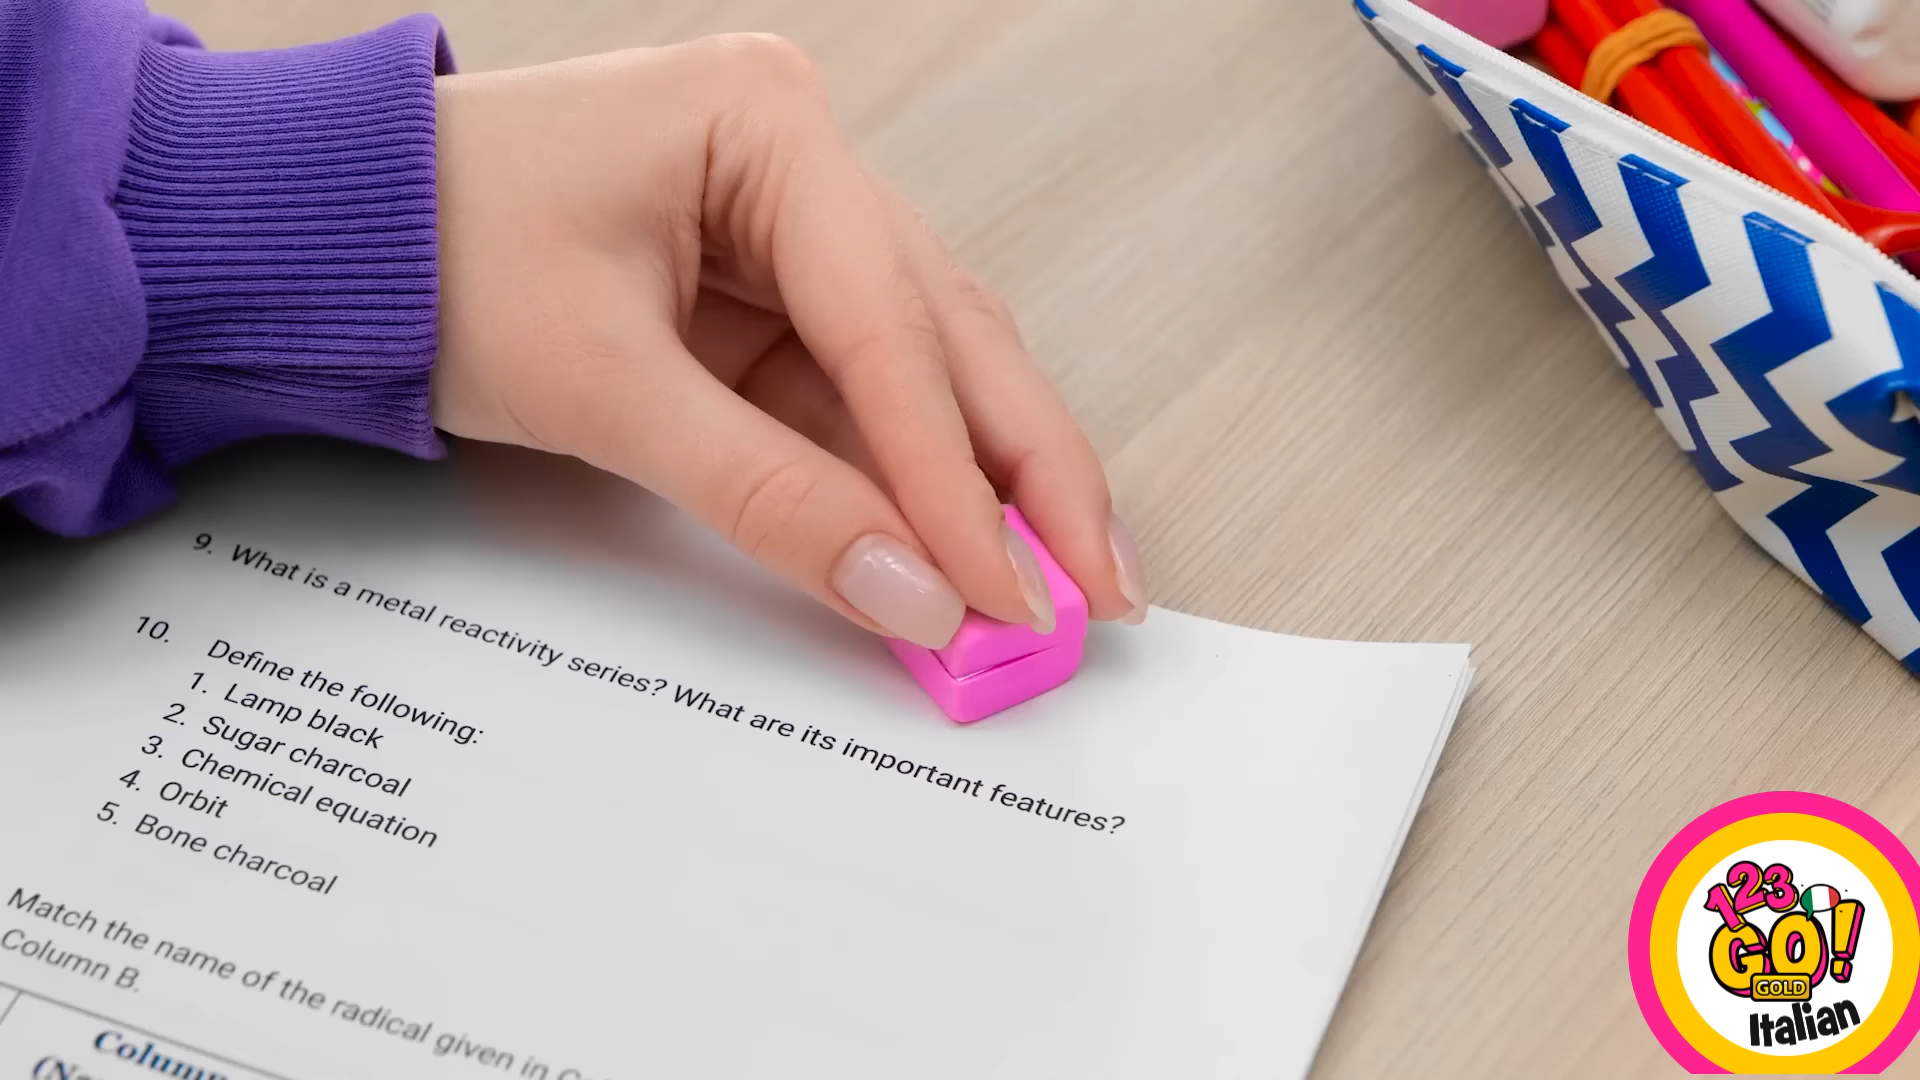 9. What is a metal reactivity series? What are its important features?
10. Define the following:
1. Lamp black
2. Sugar charcoal
3. Chemical equation
4. Orbit
5. Bone charcoal
Match the name of the radical given in
Column B.
123
GO!
GOLD
Italian